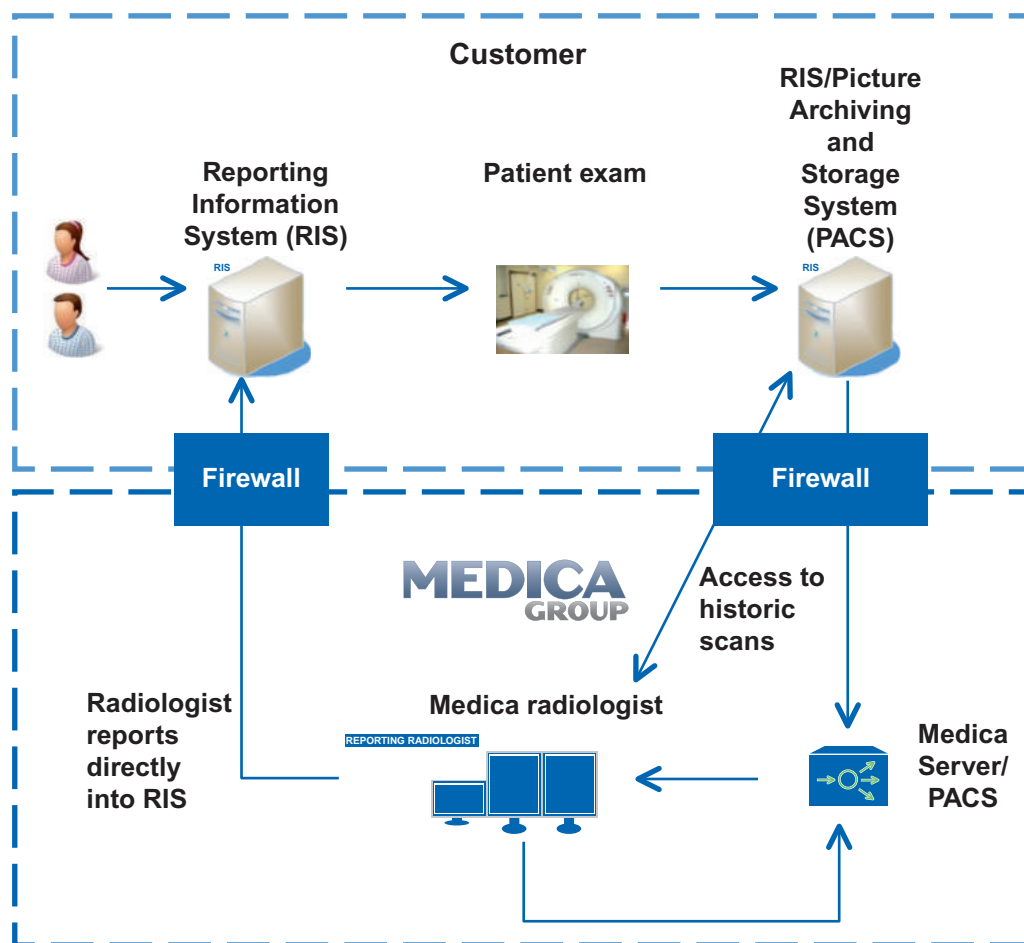 Customer
Reporting
Information
System (RIS)
RIS
Patient exam
RIS/Picture
Archiving
and
Storage
System
(PACS)
RIS
Firewall
Firewall
MEDICA
GROUP
Access to
historic
scans
Radiologist
reports
directly
into RIS
Medica radiologist
REPORTING RADIOLOGIST
Medica
Server/
PACS